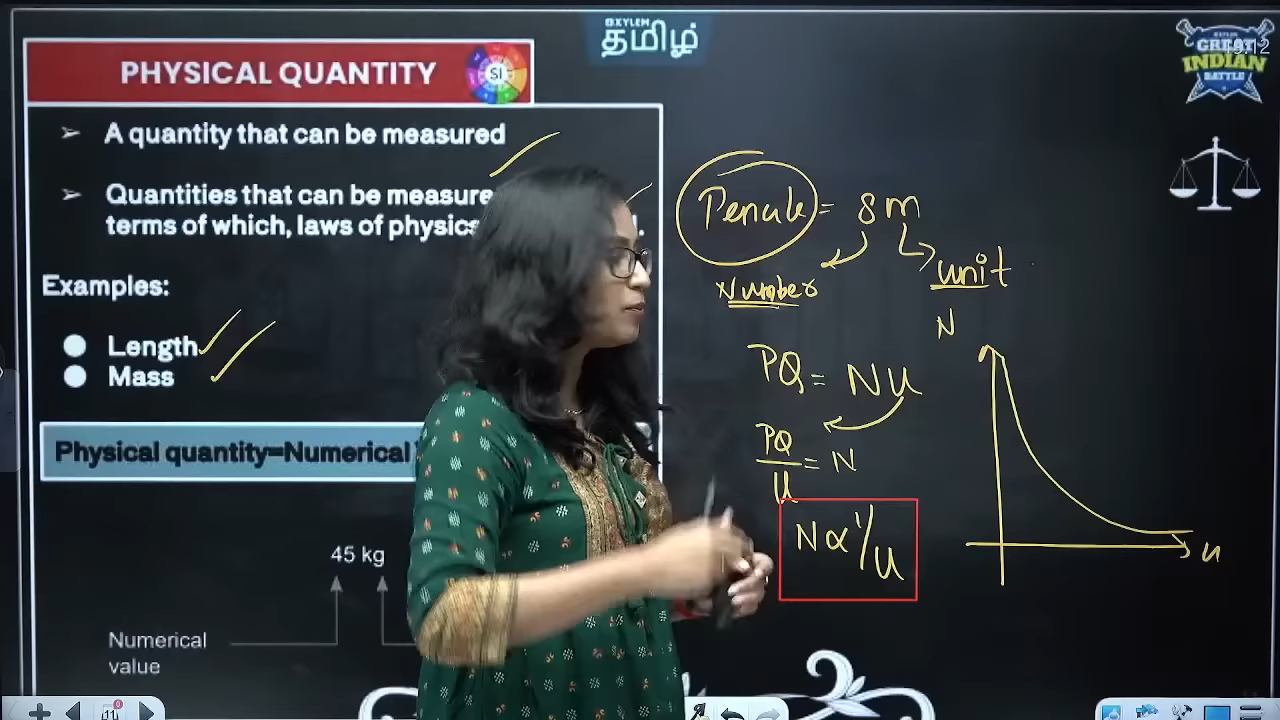 OXYLEM
தமிழ்
GREAT
INDIAN
BATTLE
PHYSICAL QUANTITY
SI
➢ A quantity that can be measured
➢ Quantities that can be measure
terms of which, laws of physics
Examples:
● Length
● Mass
Physical quantity=Numerical
45 kg
Numerical
value
= 8 m
Number
unit
PQ = Nu
PQ/u = N
N α 1/u
N
u
11